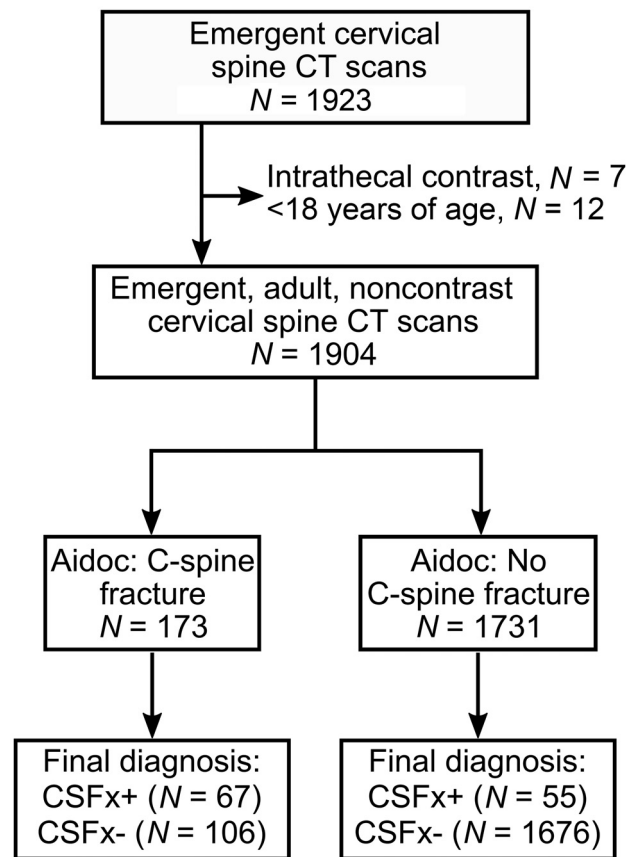 Emergent cervical
spine CT scans
N = 1923
Intrathecal contrast, N = 7
<18 years of age, N = 12
Emergent, adult, noncontrast
cervical spine CT scans
N = 1904
Aidoc: C-spine
fracture
N = 173
Aidoc: No
C-spine fracture
N = 1731
Final diagnosis:
CSFx+ (N = 67)
CSFx- (N = 106)
Final diagnosis:
CSFx+ (N = 55)
CSFx- (N = 1676)